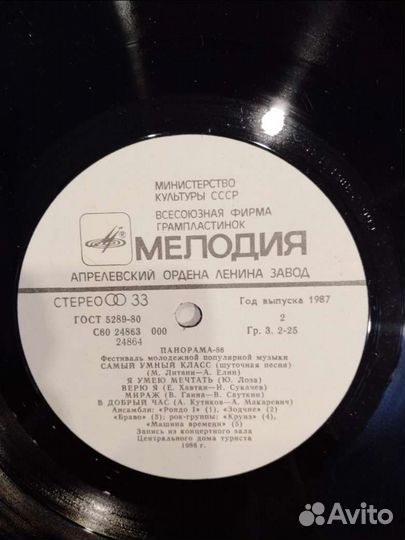 МИНИСТЕРСТВО
КУЛЬТУРЫ СССР
ВСЕСОЮЗНАЯ ФИРМА
ГРАМПЛАСТИНОК
МЕЛОДИЯ
АПРЕЛЕВСКИЙ ОРДЕНА ЛЕНИНА ЗАВОД
СТЕРЕО 33
Год выпуска 1987
ГОСТ 5289-80
2
С60 24863 000
24864
Гр. 3. 2-25
ПАНОРАМА-86
Фестиваль молодежной популярной музыки
САМЫЙ УМНЫЙ КЛАСС (шуточная песня)
(М. Литвин—А. Елин)
Я УМЕЮ МЕЧТАТЬ (Ю. Лоза)
ВЕРЮ Я (Е. Хавтан—И. Сукачев)
МИРАЖ (В. Гаина—В. Сауткин)
В ДОБРЫЙ ЧАС (А. Кутиков—А. Макаревич)
Ансамбли: «Рондо» (1), «Зодчие» (2)
«Браво» (3); рок-группы: «Круиз» (4),
«Машина времени» (5)
Запись из концертного зала
Центрального дома туриста
1986 г.
Avito